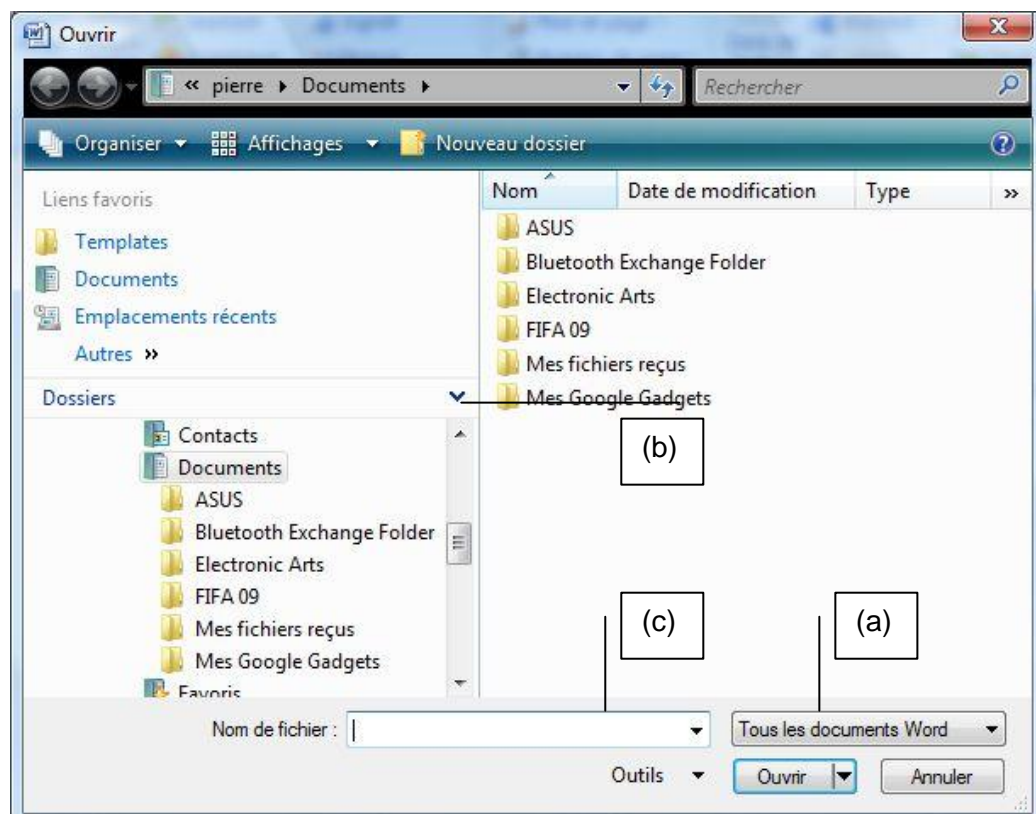 Ouvrir
« pierre Documents
Rechercher
Organiser Affichages Nouveau dossier
Liens favoris
Templates
Documents
Emplacements récents
Autres »
Dossiers
Contacts
Documents
ASUS
Bluetooth Exchange Folder
Electronic Arts
FIFA 09
Mes fichiers reçus
Mes Google Gadgets
Favoris
Nom Date de modification Type »
ASUS
Bluetooth Exchange Folder
Electronic Arts
FIFA 09
Mes fichiers reçus
Mes Google Gadgets
(b)
(c)
(a)
Nom de fichier :
Tous les documents Word
Outils
Ouvrir
Annuler